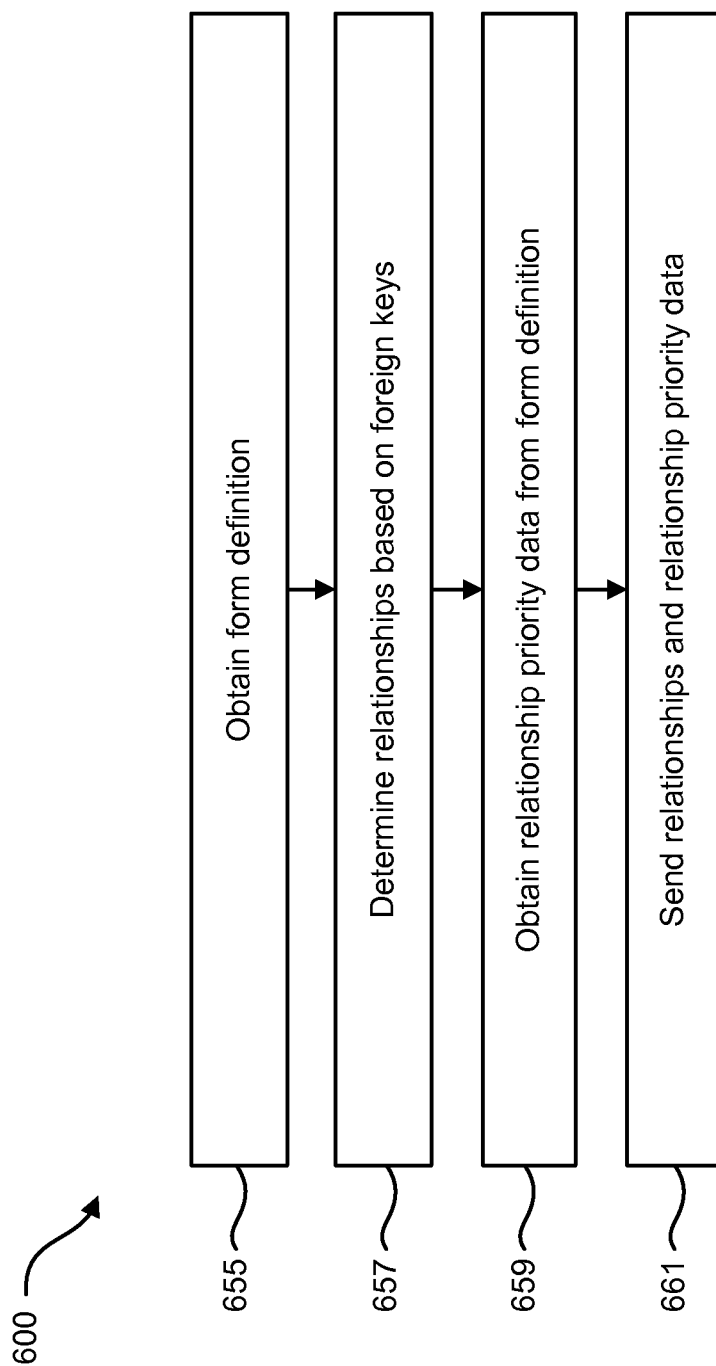 600
655
Obtain form definition
657
Determine relationships based on foreign keys
659
Obtain relationship priority data from form definition
661
Send relationships and relationship priority data